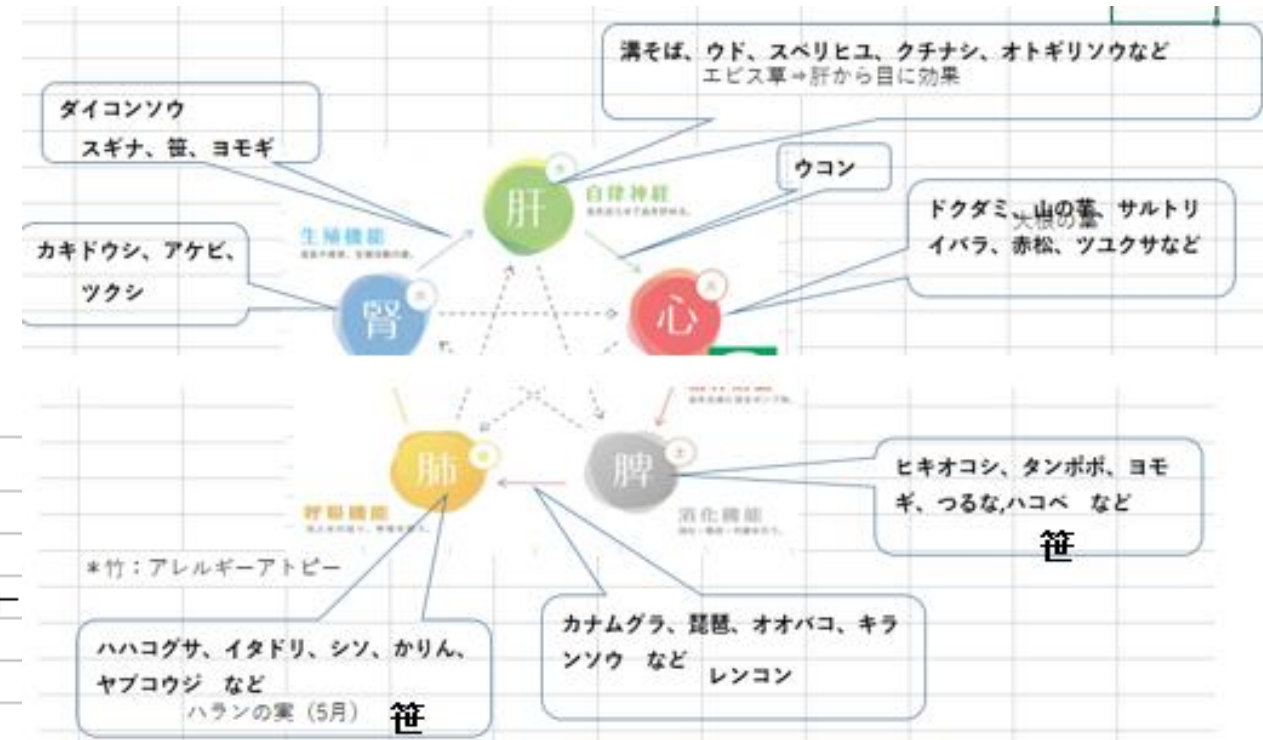 溝そば、ウド、スベリヒユ、クチナシ、オトギリソウなど
エビス草⇒肝から目に効果
ダイコンソウ
スギナ、笹、ヨモギ
ウコン
肝
自律神経
ドクダミ、山の芋、サルトリ
大根の葉
イバラ、赤松、ツユクサなど
生殖機能
カキドウシ、アケビ、
ツクシ
腎
心
肺
脾
呼吸機能
消化機能
ヒキオコシ、タンポポ、ヨモ
ギ、つるな,ハコベ　など
笹
*竹：アレルギーアトピー
カナムグラ、琵琶、オオバコ、キラ
ンソウ　など
レンコン
ハハコグサ、イタドリ、シソ、かりん、
ヤブコウジ　など
ハランの実（5月）
笹